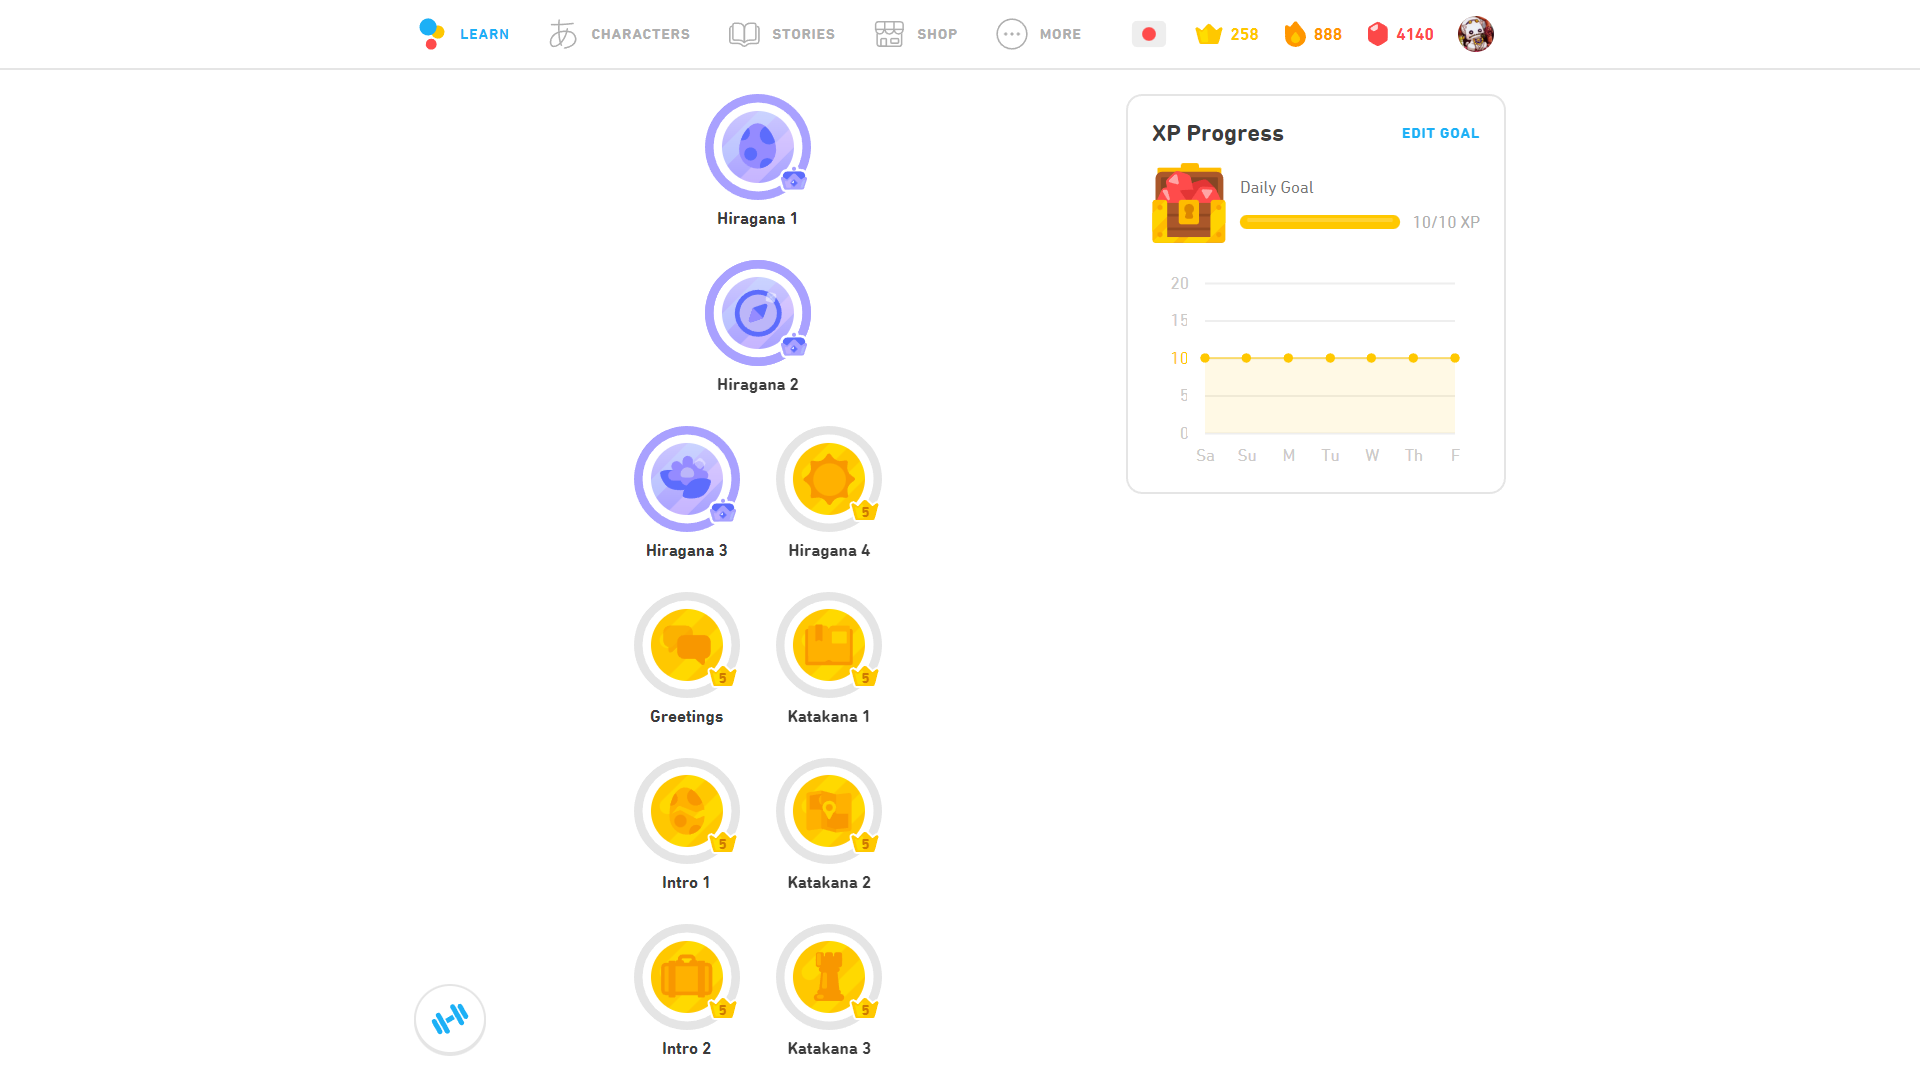 LEARN
あ CHARACTERS
STORIES
SHOP
MORE
258
888
4140
Hiragana 1
Hiragana 2
Hiragana 3
Hiragana 4
5
Greetings
5
Katakana 1
5
Intro 1
5
Katakana 2
5
Intro 2
5
Katakana 3
5
XP Progress
EDIT GOAL
Daily Goal
10/10 XP
20
15
10
5
0
Sa Su M Tu W Th F